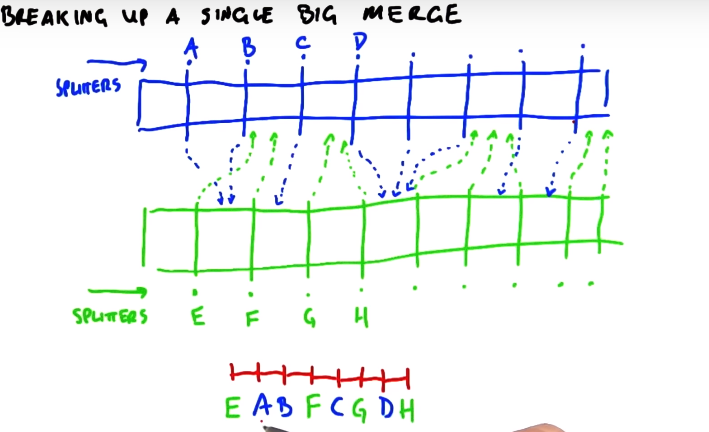 BREAKING UP A SINGLE BIG MERGE
A B C D
SPLITTERS
SPLITTERS E F G H
E A B F C G D H